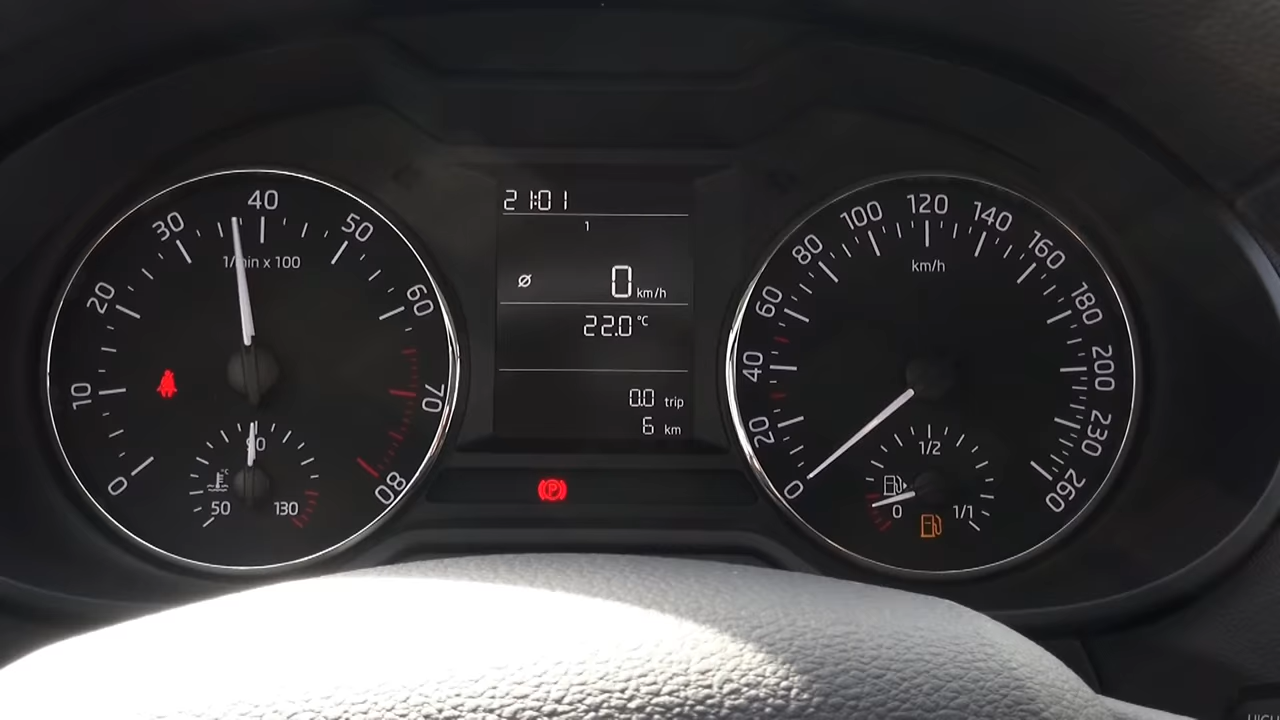 21:01
1
Ø 0 km/h
22.0 °C
0.0 trip
6 km
0 10 20 30 40 50 60 70 80
1/min x 100
50 90 130
°C
0 20 40 60 80 100 120 140 160 180 200 230 260
km/h
0 1/2 1/1
P